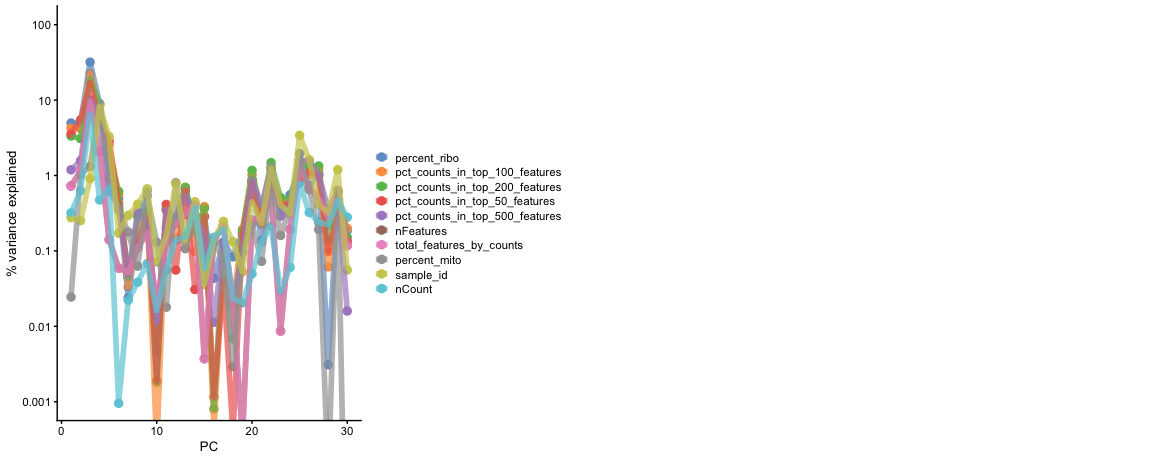 % variance explained
100
10
1
0.1
0.01
0.001
0
10
20
30
PC
percent_ribo
pct_counts_in_top_100_features
pct_counts_in_top_200_features
pct_counts_in_top_50_features
pct_counts_in_top_500_features
nFeatures
total_features_by_counts
percent_mito
sample_id
nCount